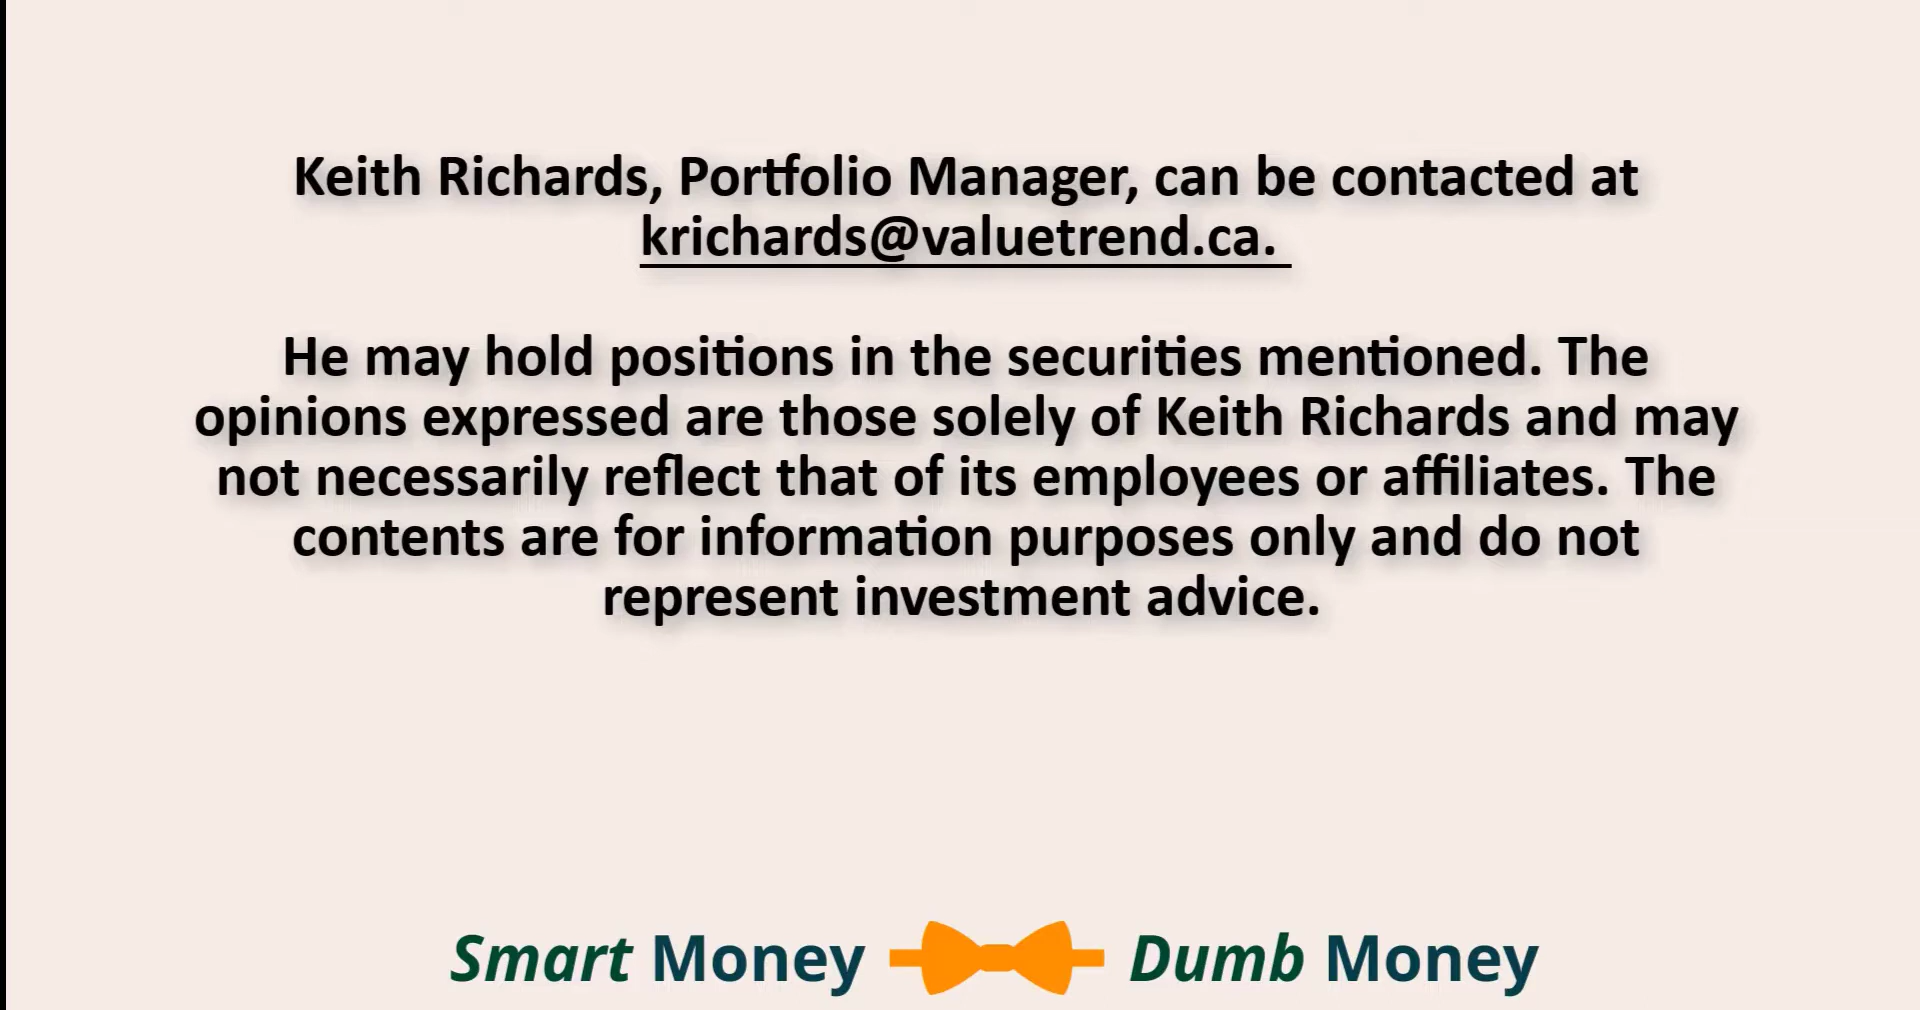 Keith Richards, Portfolio Manager, can be contacted at
krichards@valuetrend.ca.
He may hold positions in the securities mentioned. The
opinions expressed are those solely of Keith Richards and may
not necessarily reflect that of its employees or affiliates. The
contents are for information purposes only and do not
represent investment advice.
Smart Money Dumb Money